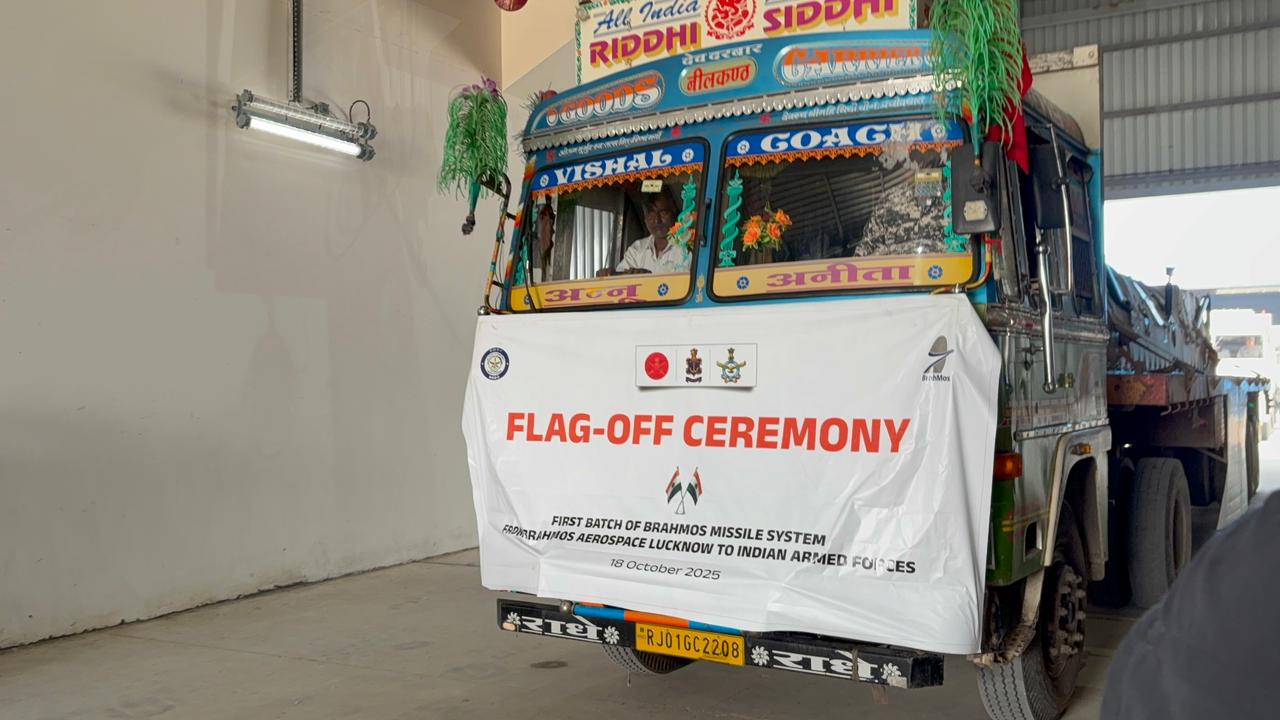 All India
RIDDHI SIDDHI
देव दरबार
GOODS नीलकण्ठ CARRIER
VISHAL COACH
अन्नू अनीता
BrahMos
FLAG-OFF CEREMONY
FIRST BATCH OF BRAHMOS MISSILE SYSTEM
FROM BRAHMOS AEROSPACE LUCKNOW TO INDIAN ARMED FORCES
18 October 2025
राधे RJ01GC2208 राधे